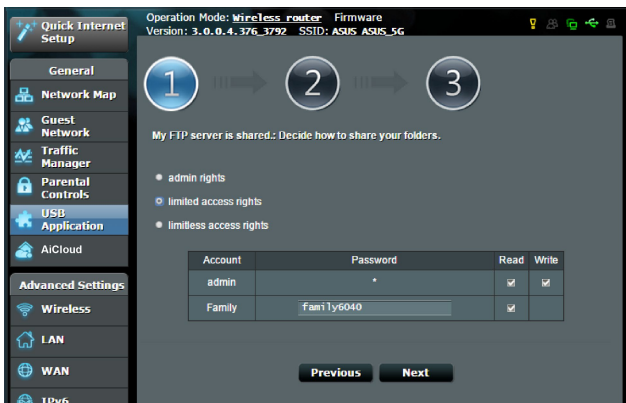 Quick Internet
Setup
Operation Mode: Wireless router Firmware
Version: 3.0.0.4.376_3792 SSID: ASUS ASUS_5G
General
Network Map
Guest
Network
Traffic
Manager
Parental
Controls
USB
Application
AiCloud
Advanced Settings
Wireless
LAN
WAN
IPv6
1 2 3
My FTP server is shared.: Decide how to share your folders.
admin rights
limited access rights
limitless access rights
Account Password Read Write
admin *
Family family6040
Previous Next